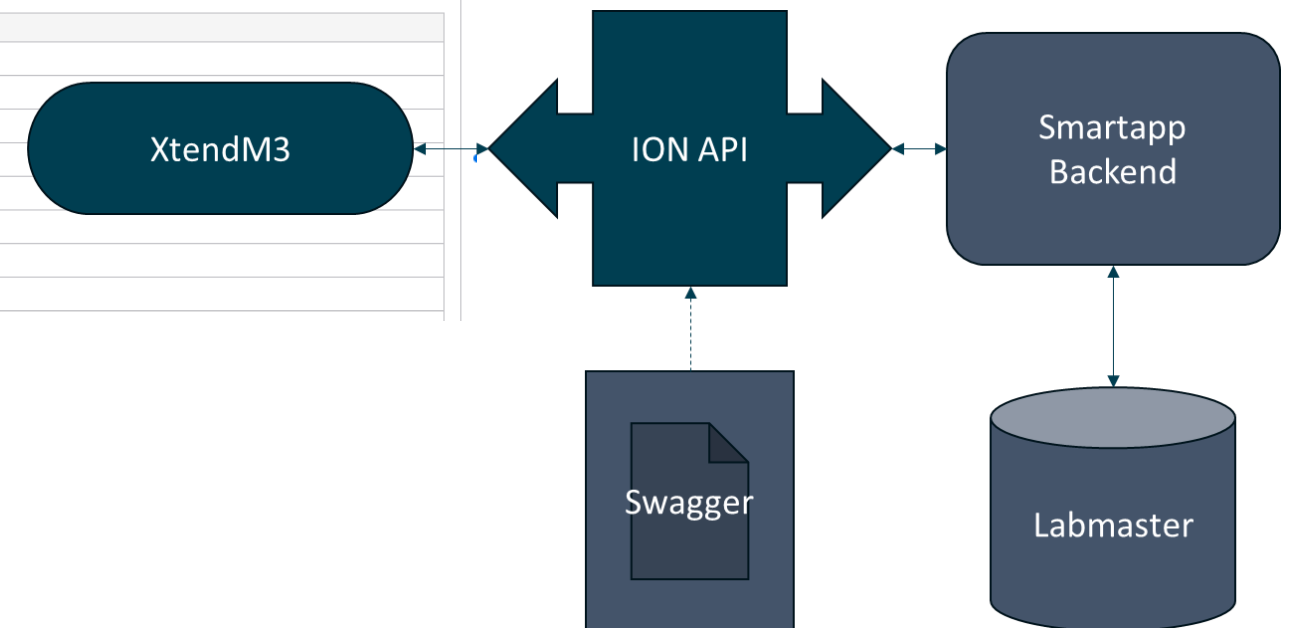 XtendM3
ION API
Smartapp
Backend
Swagger
Labmaster